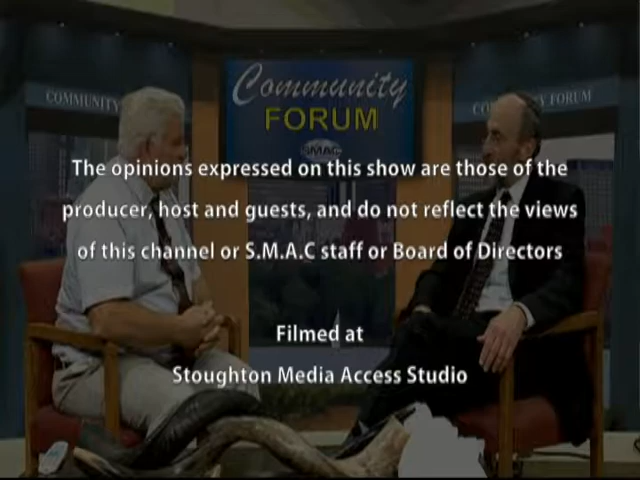 Community
FORUM
SMAC
COMMUNITY
COMMUNITY FORUM
The opinions expressed on this show are those of the
producer, host and guests, and do not reflect the views
of this channel or S.M.A.C staff or Board of Directors
Filmed at
Stoughton Media Access Studio